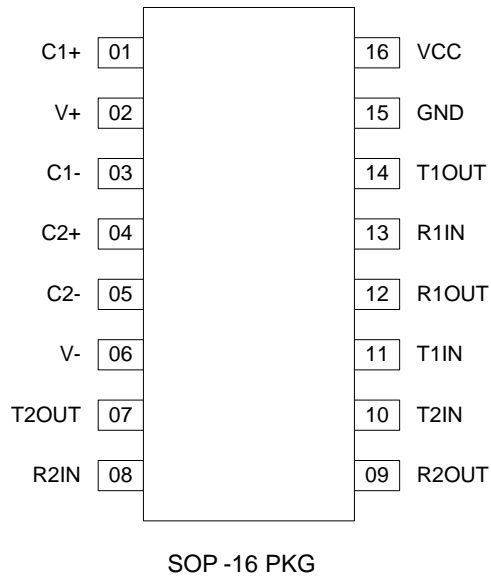 C1+ 01 16 VCC
V+ 02 15 GND
C1- 03 14 T1OUT
C2+ 04 13 R1IN
C2- 05 12 R1OUT
V- 06 11 T1IN
T2OUT 07 10 T2IN
R2IN 08 09 R2OUT
SOP -16 PKG